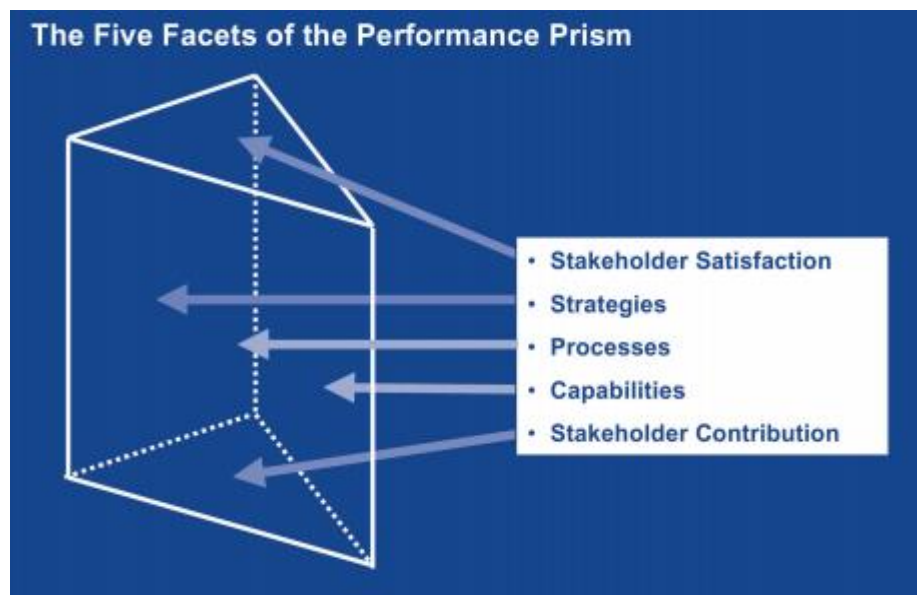 The Five Facets of the Performance Prism
• Stakeholder Satisfaction
• Strategies
• Processes
• Capabilities
• Stakeholder Contribution